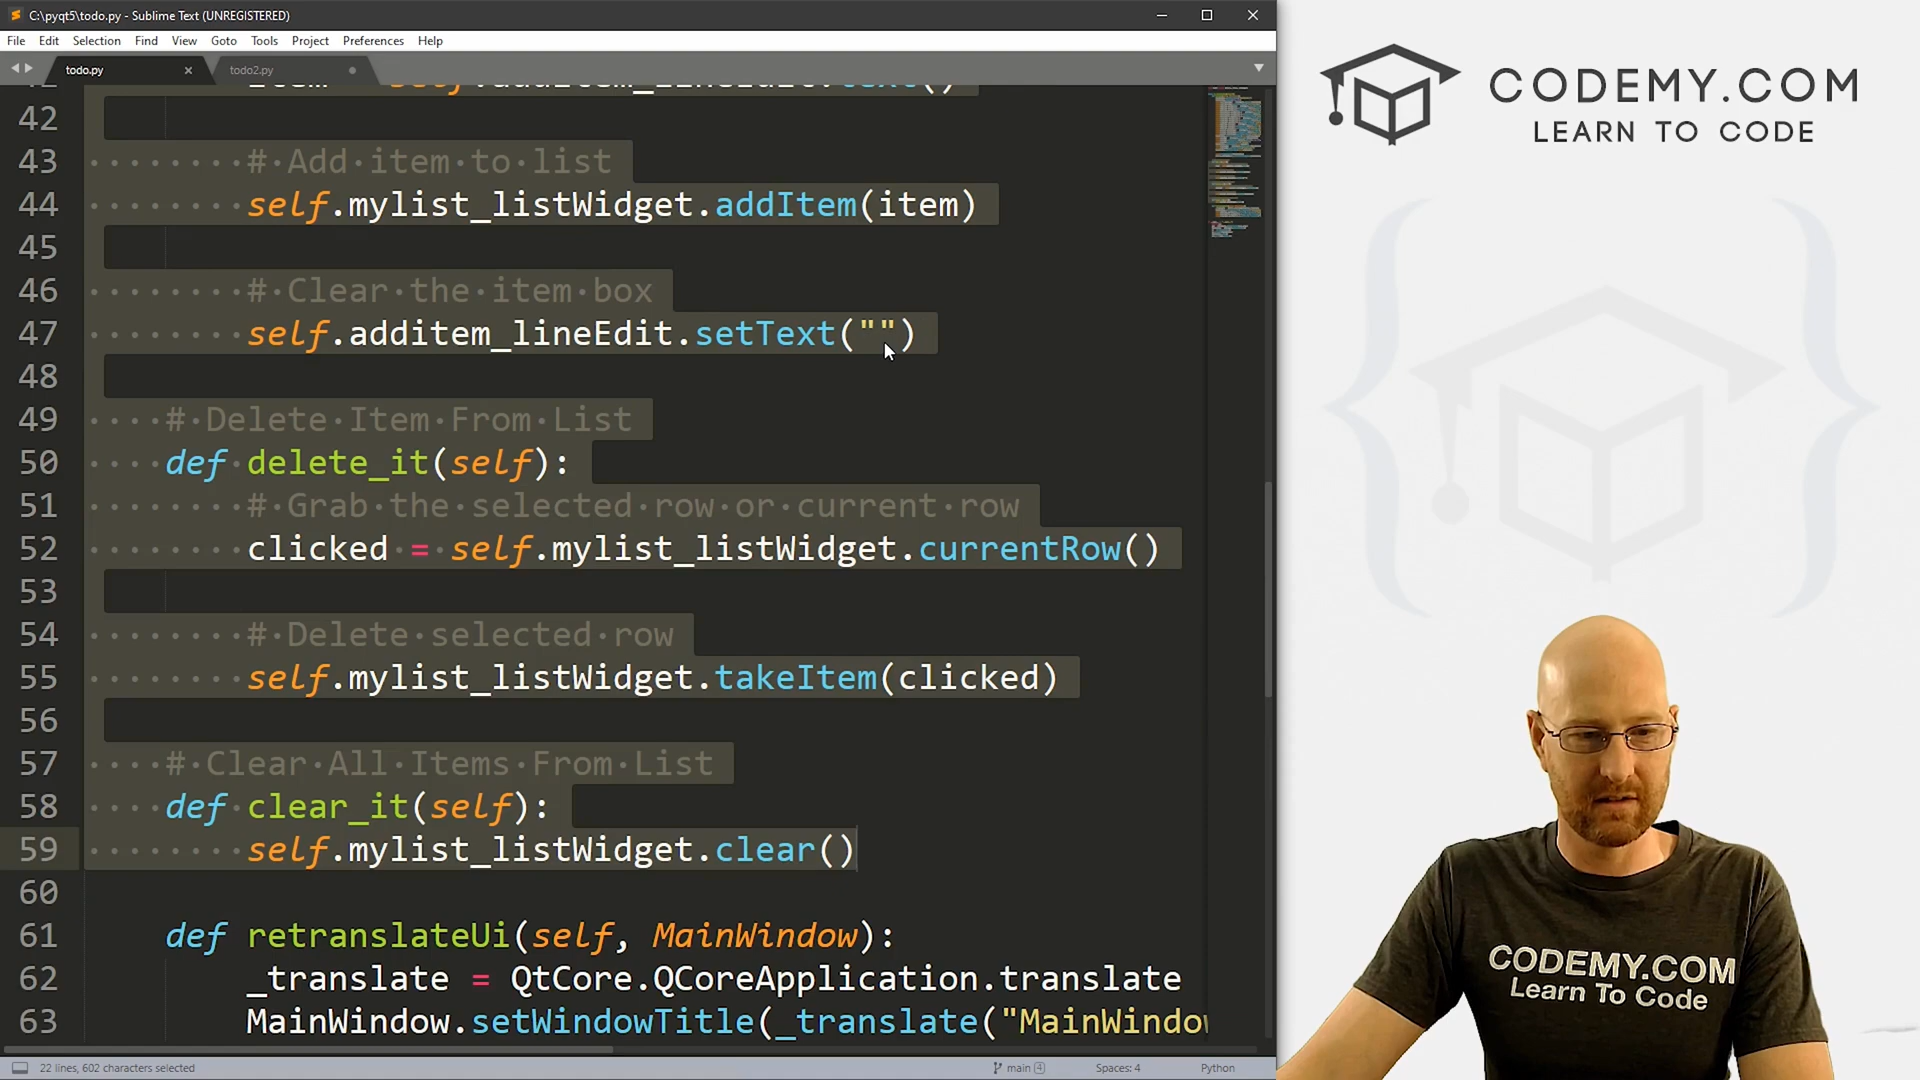 C:\pyqt5\todo.py - Sublime Text (UNREGISTERED)
File Edit Selection Find View Goto Tools Project Preferences Help
todo.py
todo2.py
42
43 # Add item to list
44 self.mylist_listWidget.addItem(item)
45
46 # Clear the item box
47 self.additem_lineEdit.setText("")
48
49 # Delete Item From List
50 def delete_it(self):
51 # Grab the selected row or current row
52 clicked = self.mylist_listWidget.currentRow()
53
54 # Delete selected row
55 self.mylist_listWidget.takeItem(clicked)
56
57 # Clear All Items From List
58 def clear_it(self):
59 self.mylist_listWidget.clear()
60
61 def retranslateUi(self, MainWindow):
62 _translate = QtCore.QCoreApplication.translate
63 MainWindow.setWindowTitle(_translate("MainWindo
22 lines, 602 characters selected
main 4
Spaces: 4
Python
CODEMY.COM
LEARN TO CODE
CODEMY.COM
Learn To Code